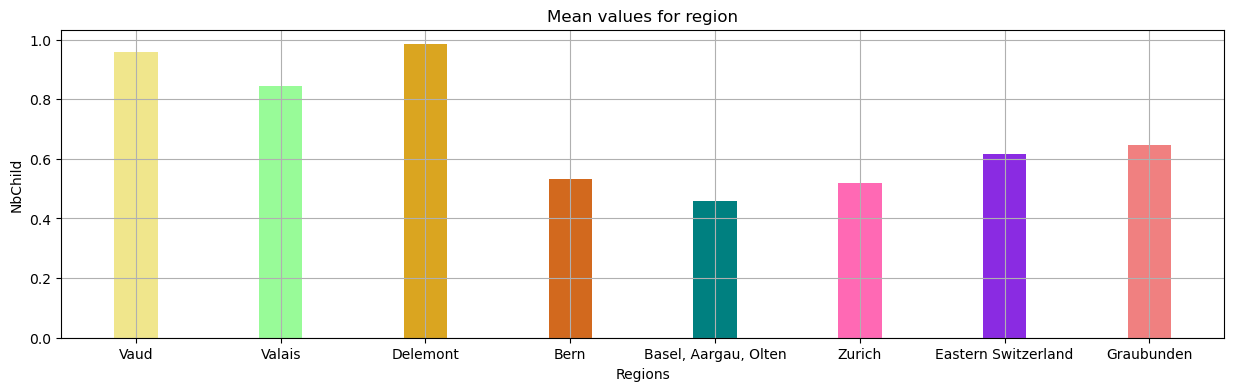 Mean values for region
NbChild
1.0
0.8
0.6
0.4
0.2
0.0
Vaud
Valais
Delemont
Bern
Basel, Aargau, Olten
Zurich
Eastern Switzerland
Graubunden
Regions